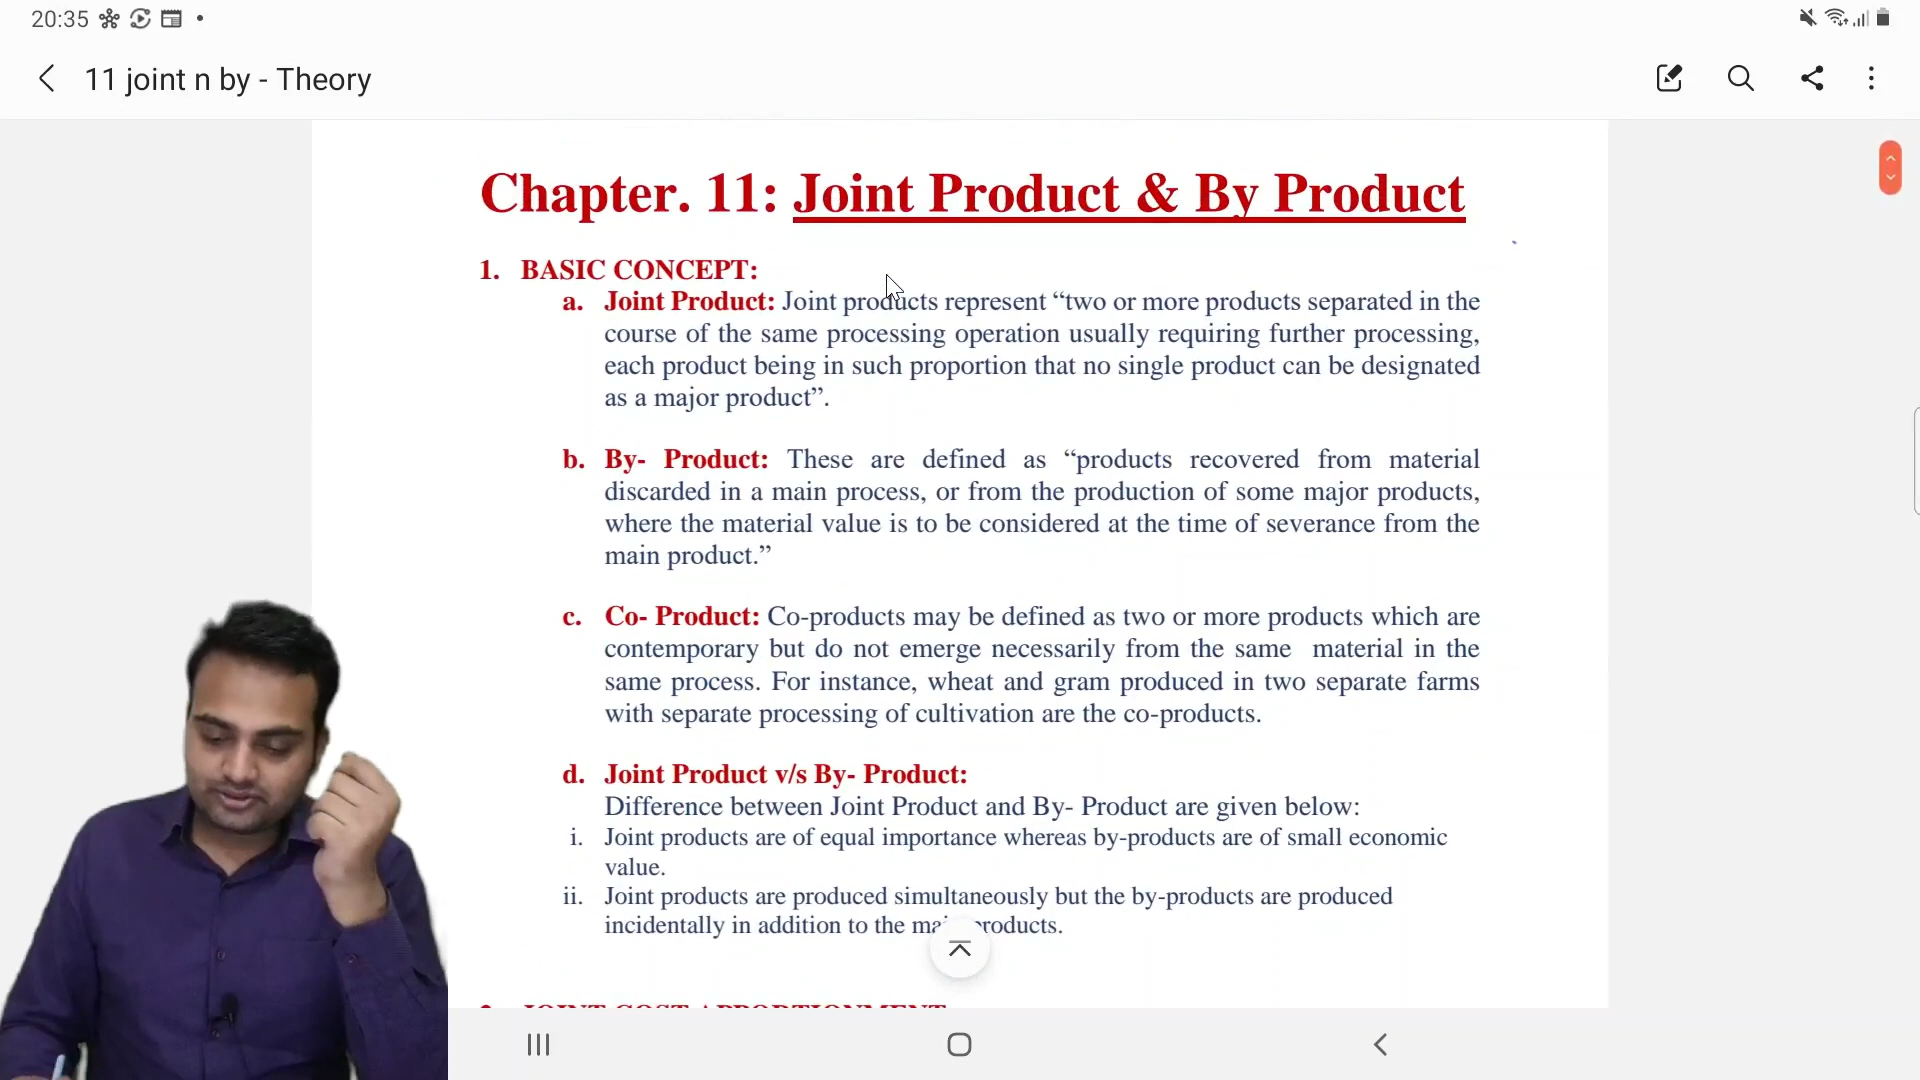 20:35
11 joint n by - Theory
Chapter. 11: Joint Product & By Product
1. BASIC CONCEPT:
a. Joint Product: Joint products represent “two or more products separated in the
course of the same processing operation usually requiring further processing,
each product being in such proportion that no single product can be designated
as a major product”.
b. By- Product: These are defined as “products recovered from material
discarded in a main process, or from the production of some major products,
where the material value is to be considered at the time of severance from the
main product.”
c. Co- Product: Co-products may be defined as two or more products which are
contemporary but do not emerge necessarily from the same material in the
same process. For instance, wheat and gram produced in two separate farms
with separate processing of cultivation are the co-products.
d. Joint Product v/s By- Product:
Difference between Joint Product and By- Product are given below:
i. Joint products are of equal importance whereas by-products are of small economic
value.
ii. Joint products are produced simultaneously but the by-products are produced
incidentally in addition to the main products.
2. JOINT COST APPORTIONMENT